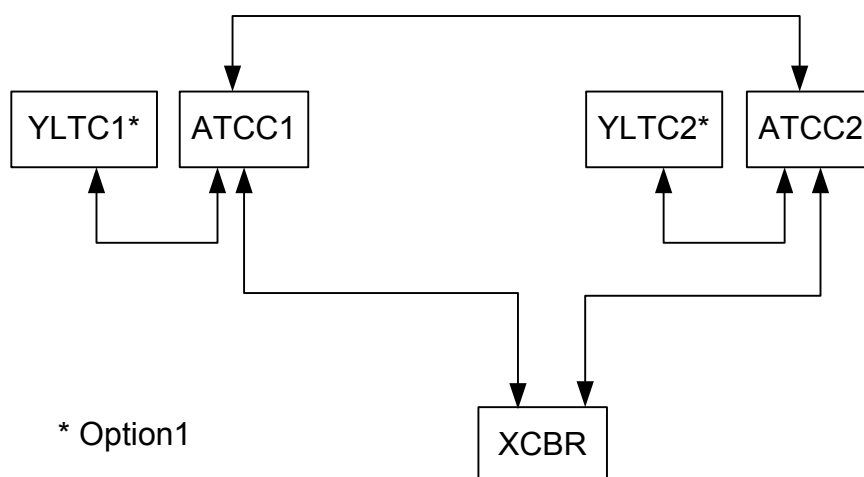 YLTC1*
ATCC1
YLTC2*
ATCC2
* Option1
XCBR